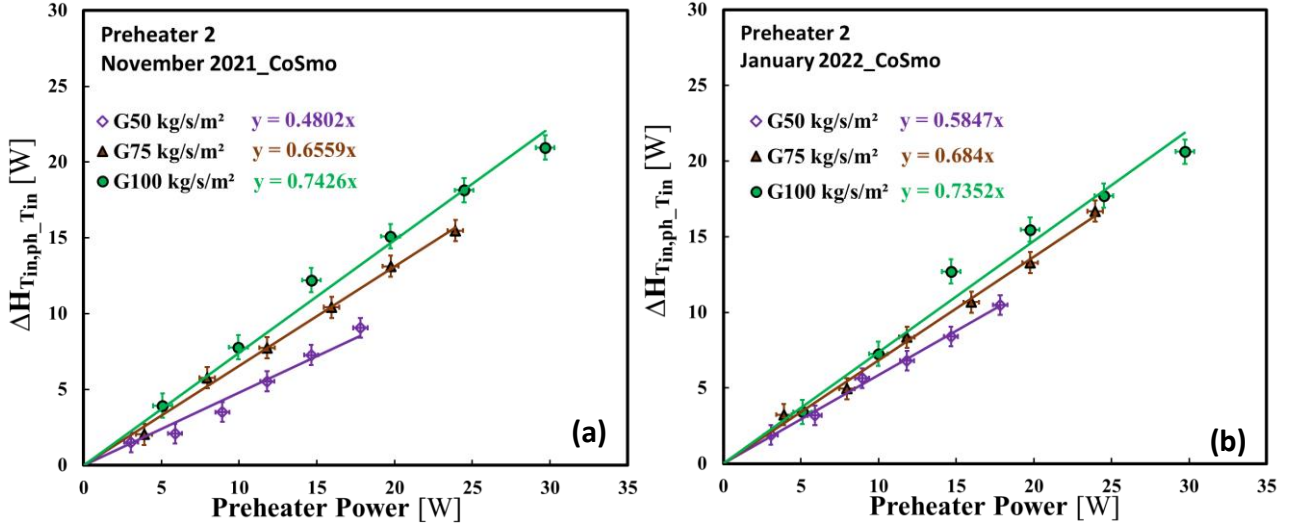 Preheater 2
November 2021_CoSmo
G50 kg/s/m² y = 0.4802x
G75 kg/s/m² y = 0.6559x
G100 kg/s/m² y = 0.7426x
(a)
30
25
20
15
10
5
0
0 5 10 15 20 25 30 35
Preheater Power [W]
ΔH_Tin,ph_Tin [W]
Preheater 2
January 2022_CoSmo
G50 kg/s/m² y = 0.5847x
G75 kg/s/m² y = 0.684x
G100 kg/s/m² y = 0.7352x
(b)
30
25
20
15
10
5
0
0 5 10 15 20 25 30 35
Preheater Power [W]
ΔH_Tin,ph_Tin [W]